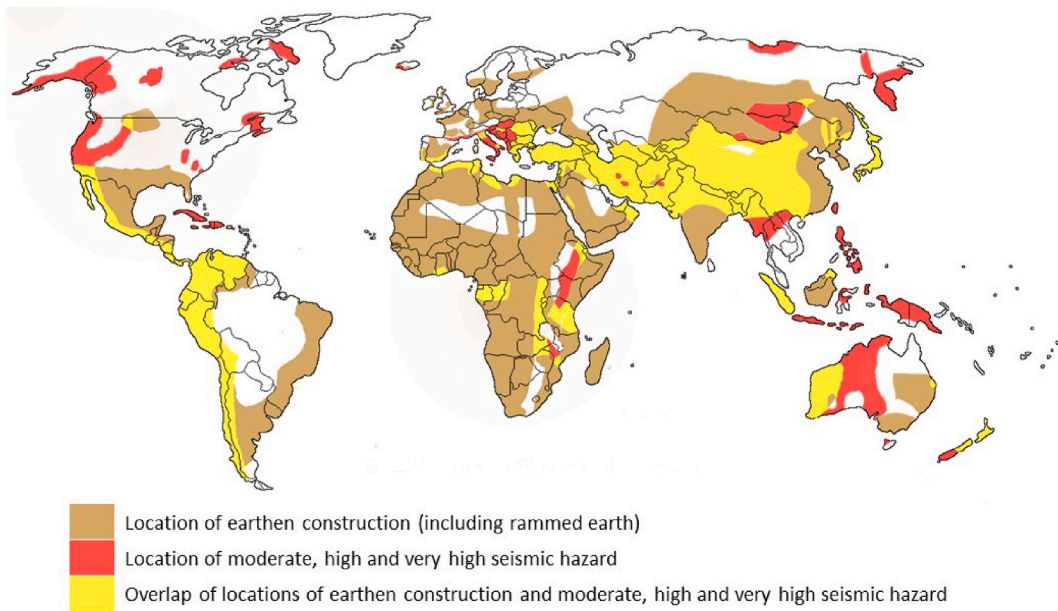 Location of earthen construction (including rammed earth)
Location of moderate, high and very high seismic hazard
Overlap of locations of earthen construction and moderate, high and very high seismic hazard